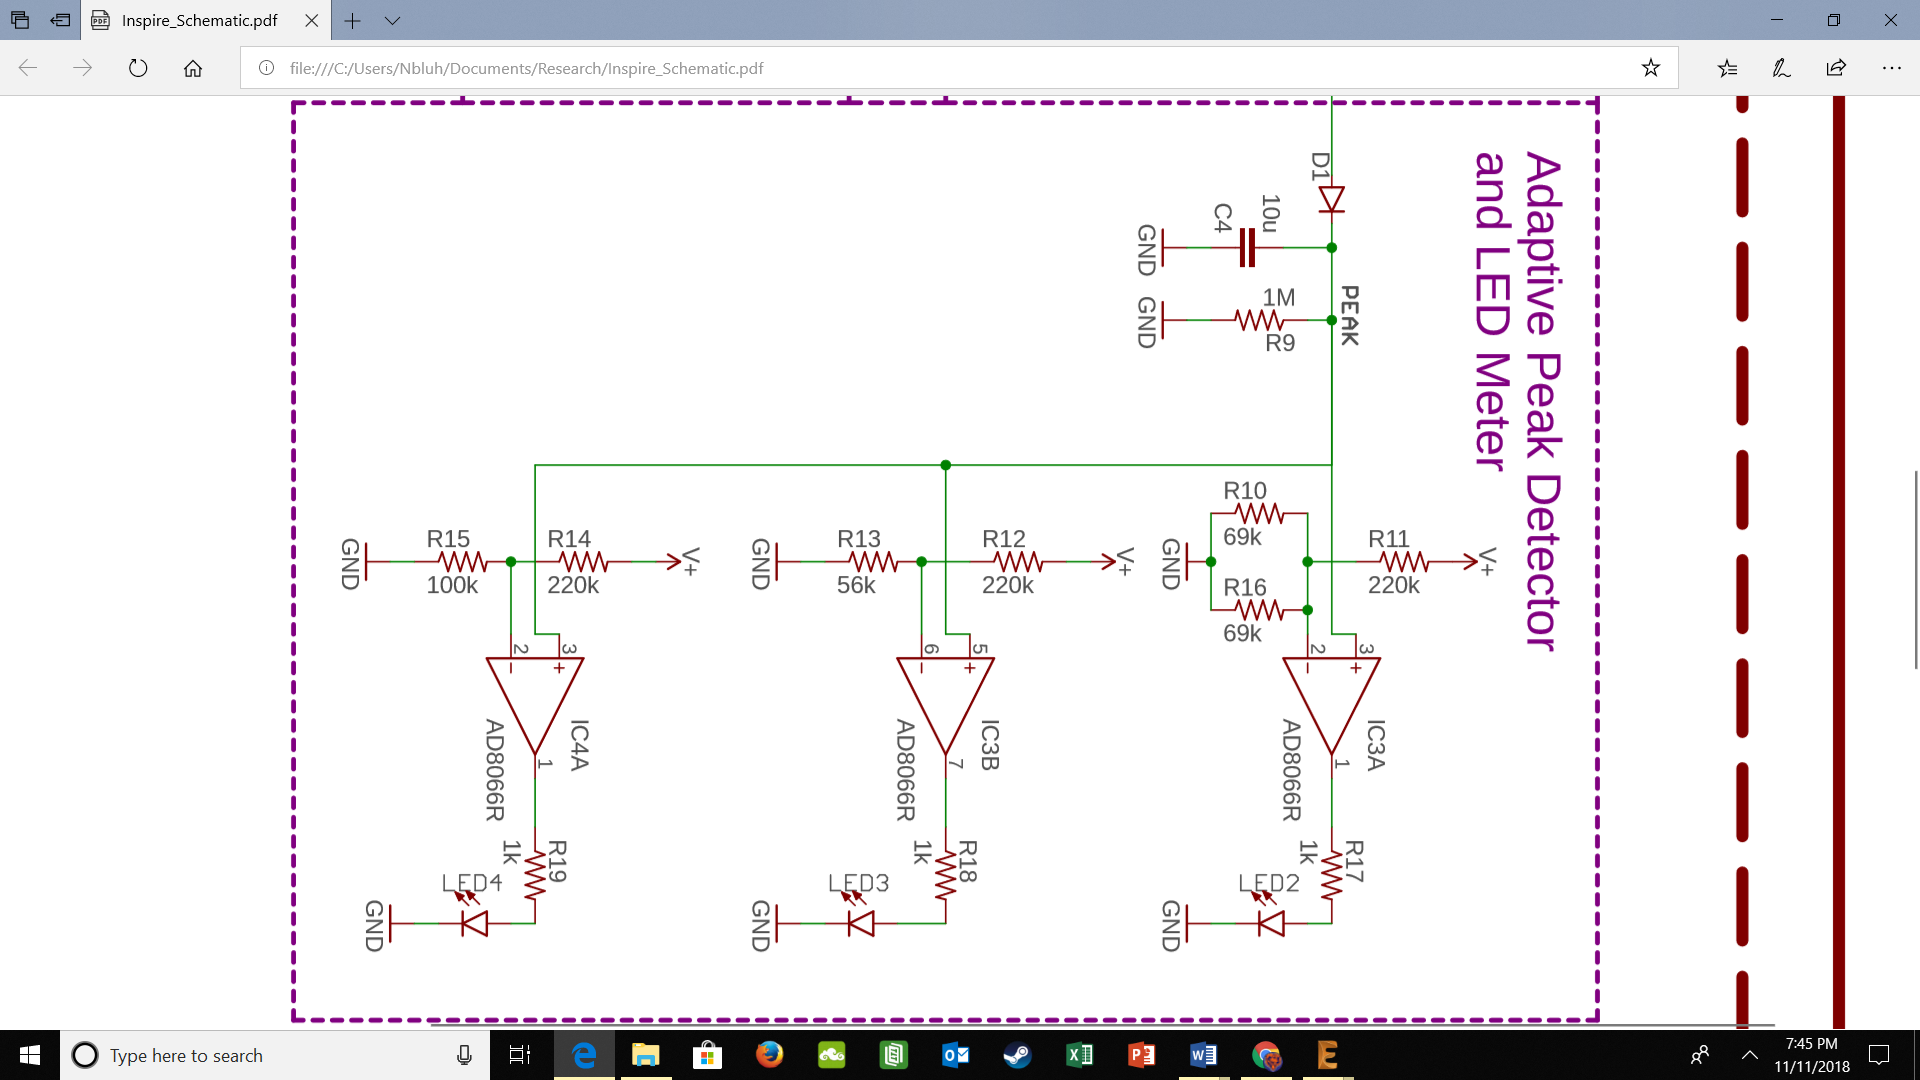 Inspire_Schematic.pdf
file:///C:/Users/Nbluh/Documents/Research/Inspire_Schematic.pdf
Adaptive Peak Detector
and LED Meter
D1
10u
C4
GND
PEAK
1M
R9
GND
R10
69k
R16
69k
GND
R11
220k
V+
R13
56k
GND
R12
220k
V+
R15
100k
GND
R14
220k
V+
2
3
- +
IC4A
AD8066R
1
R19
1k
LED4
GND
6
5
- +
IC3B
AD8066R
7
R18
1k
LED3
GND
2
3
- +
IC3A
AD8066R
1
R17
1k
LED2
GND
Type here to search
7:45 PM
11/11/2018